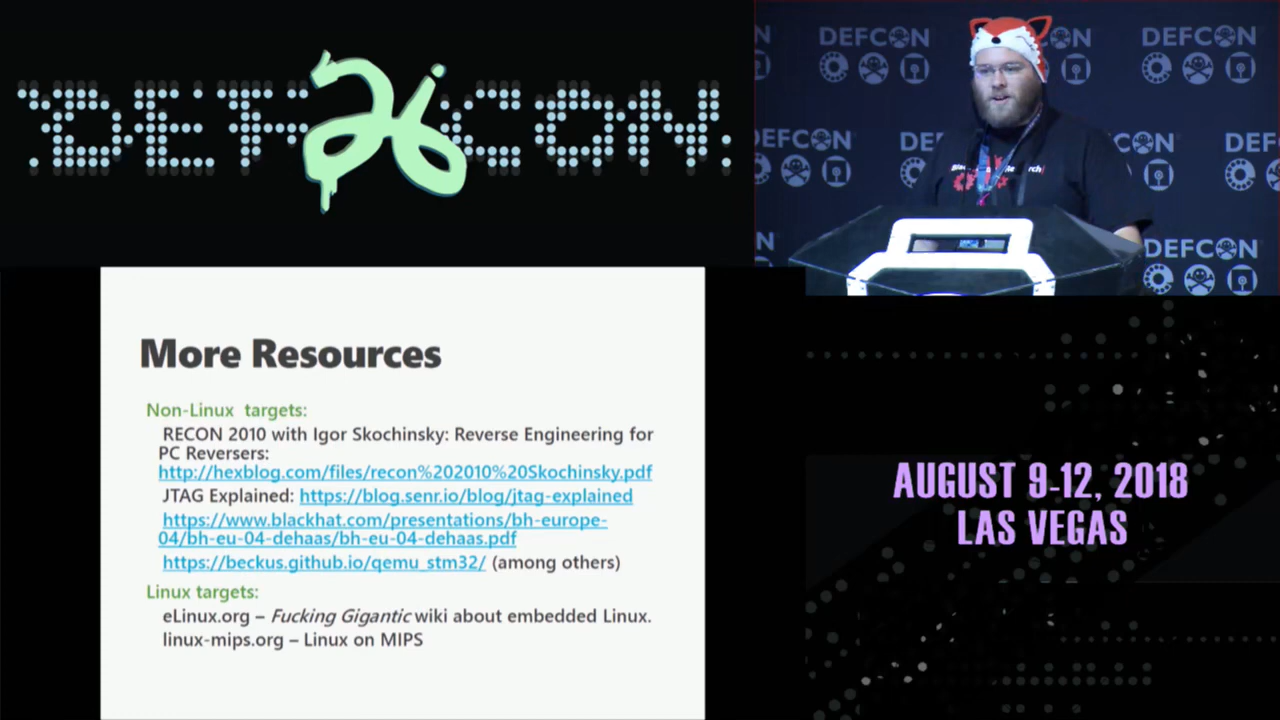 DEF CON
26
DEFCON
DEFCON
DEFCON
DEFCON
More Resources
Non-Linux targets:
RECON 2010 with Igor Skochinsky: Reverse Engineering for
PC Reversers:
http://hexblog.com/files/recon%202010%20Skochinsky.pdf
JTAG Explained: https://blog.senr.io/blog/jtag-explained
https://www.blackhat.com/presentations/bh-europe-
04/bh-eu-04-dehaas/bh-eu-04-dehaas.pdf
https://beckus.github.io/qemu_stm32/ (among others)
Linux targets:
eLinux.org – Fucking Gigantic wiki about embedded Linux.
linux-mips.org – Linux on MIPS
AUGUST 9-12, 2018
LAS VEGAS